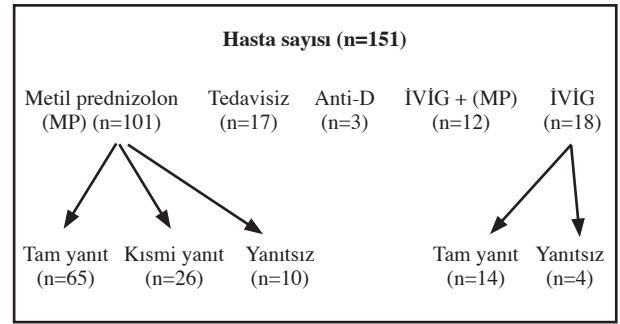 Hasta sayısı (n=151)
Metil prednizolon Tedavisiz Anti-D İVİG + (MP) İVİG
(MP) (n=101) (n=17) (n=3) (n=12) (n=18)
Tam yanıt Kısmi yanıt Yanıtsız Tam yanıt Yanıtsız
(n=65) (n=26) (n=10) (n=14) (n=4)